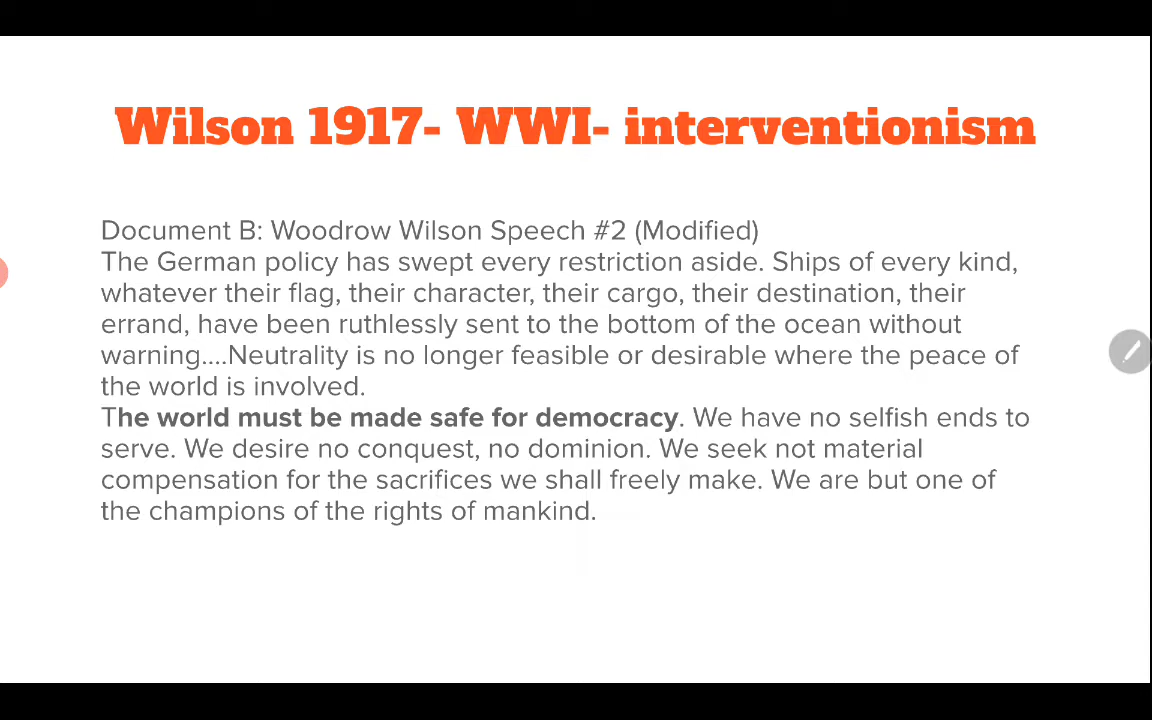 Wilson 1917- WWI- interventionism
Document B: Woodrow Wilson Speech #2 (Modified)
The German policy has swept every restriction aside. Ships of every kind,
whatever their flag, their character, their cargo, their destination, their
errand, have been ruthlessly sent to the bottom of the ocean without
warning....Neutrality is no longer feasible or desirable where the peace of
the world is involved.
The world must be made safe for democracy. We have no selfish ends to
serve. We desire no conquest, no dominion. We seek not material
compensation for the sacrifices we shall freely make. We are but one of
the champions of the rights of mankind.